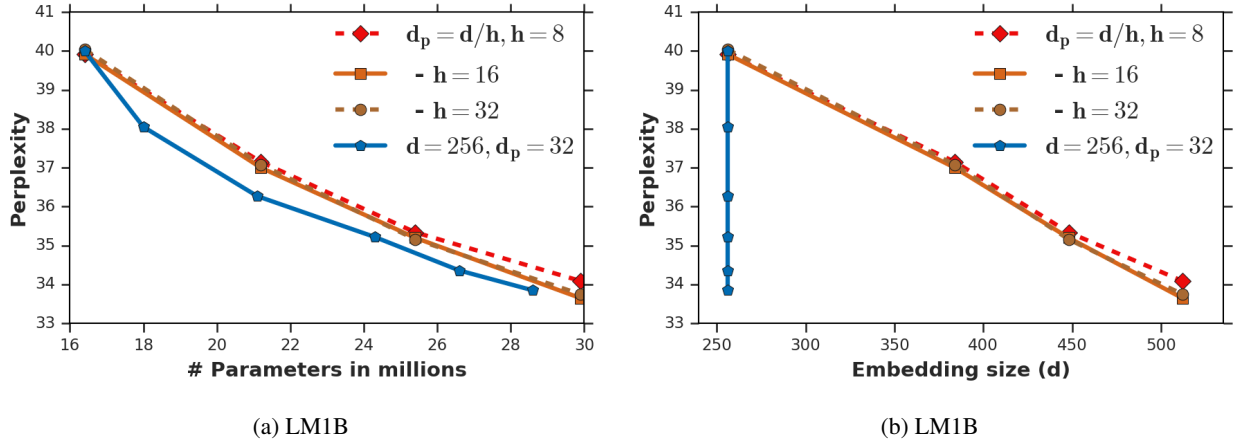 41
40
39
38
37
36
35
34
33
Perplexity
16 18 20 22 24 26 28 30
# Parameters in millions
d_p = d/h, h = 8
- h = 16
- h = 32
d = 256, d_p = 32
(a) LM1B
41
40
39
38
37
36
35
34
33
Perplexity
250 300 350 400 450 500
Embedding size (d)
d_p = d/h, h = 8
- h = 16
- h = 32
d = 256, d_p = 32
(b) LM1B